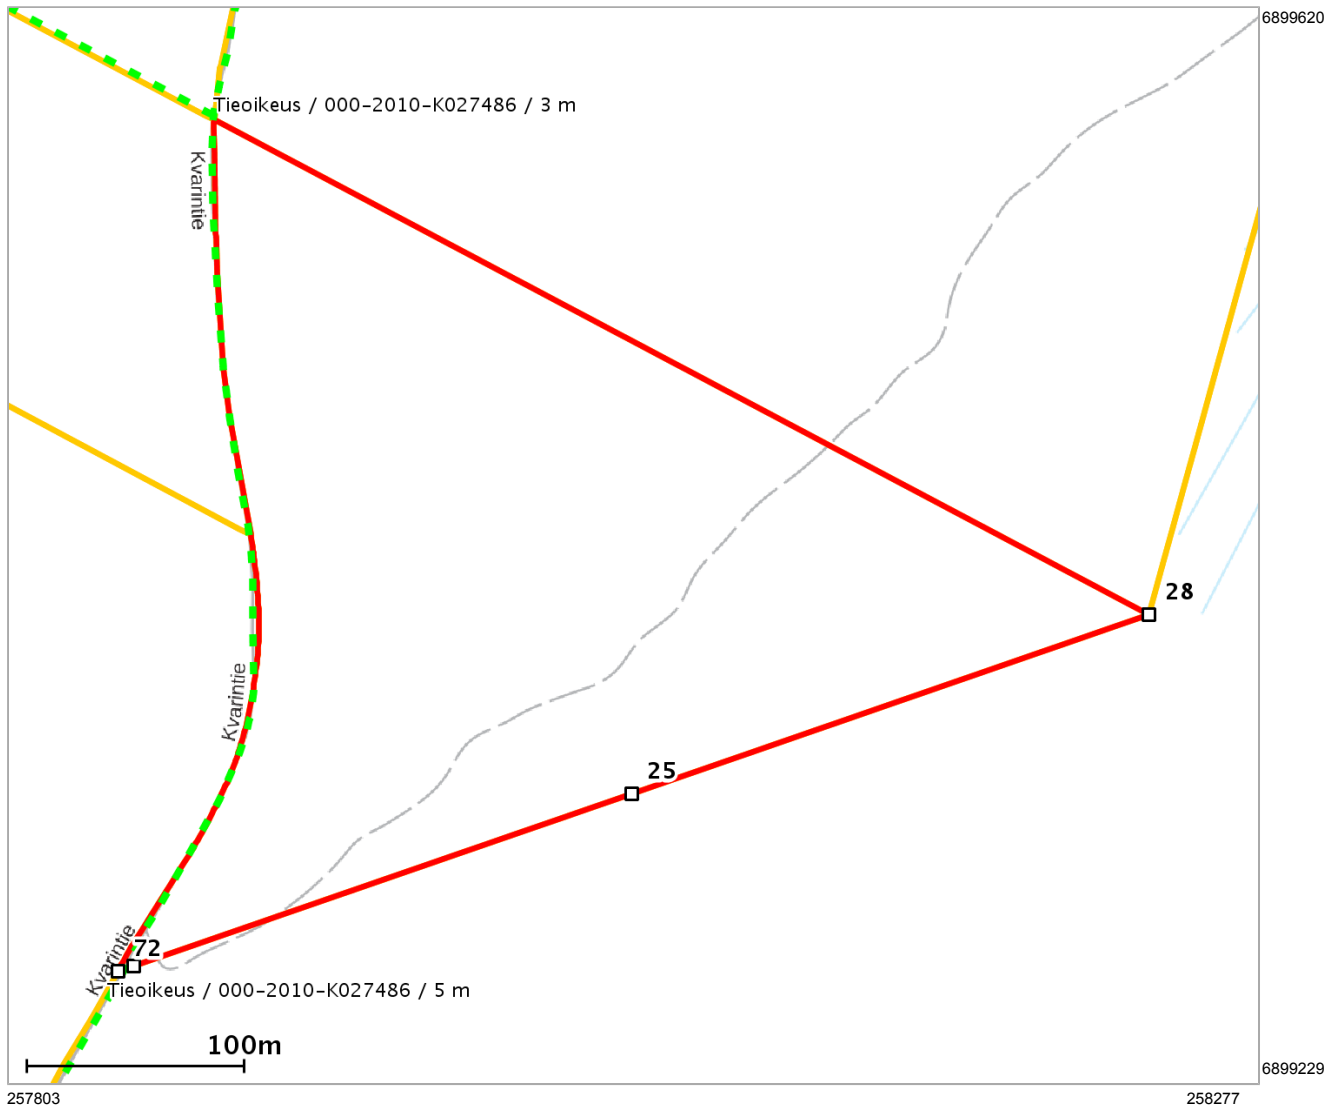 6899620
Tieoikeus / 000-2010-K027486 / 3 m
Kvarintie
28
Kvarintie
25
Kvarintie
72
Tieoikeus / 000-2010-K027486 / 5 m
100m
6899229
257803
258277